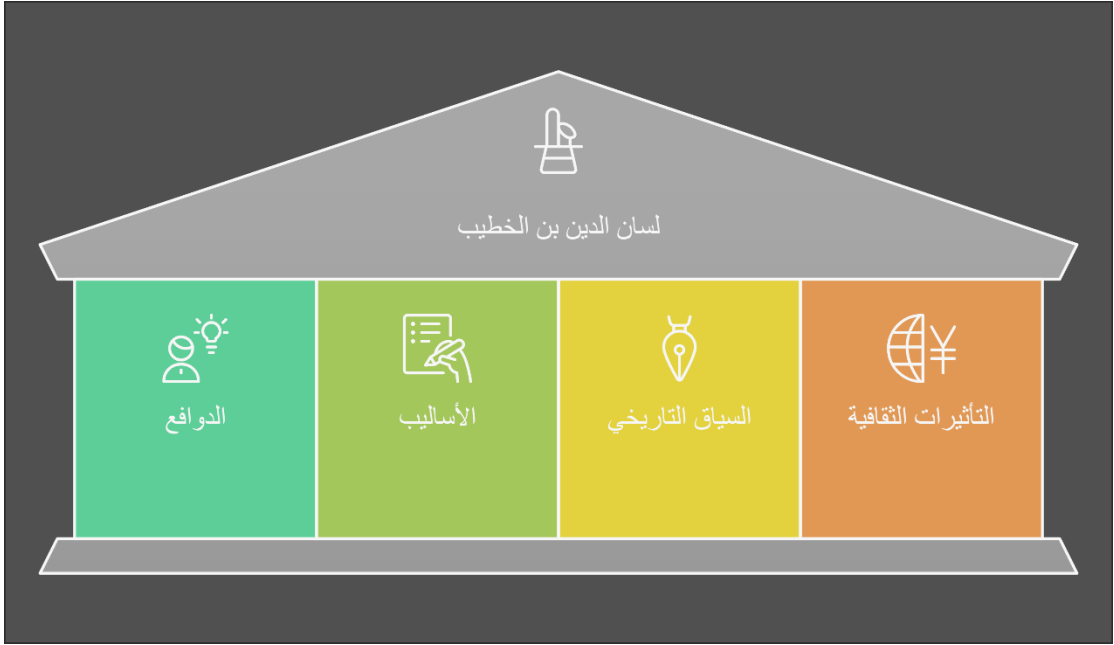 لسان الدين بن الخطيب
التأثيرات الثقافية
السياق التاريخي
الأساليب
الدوافع